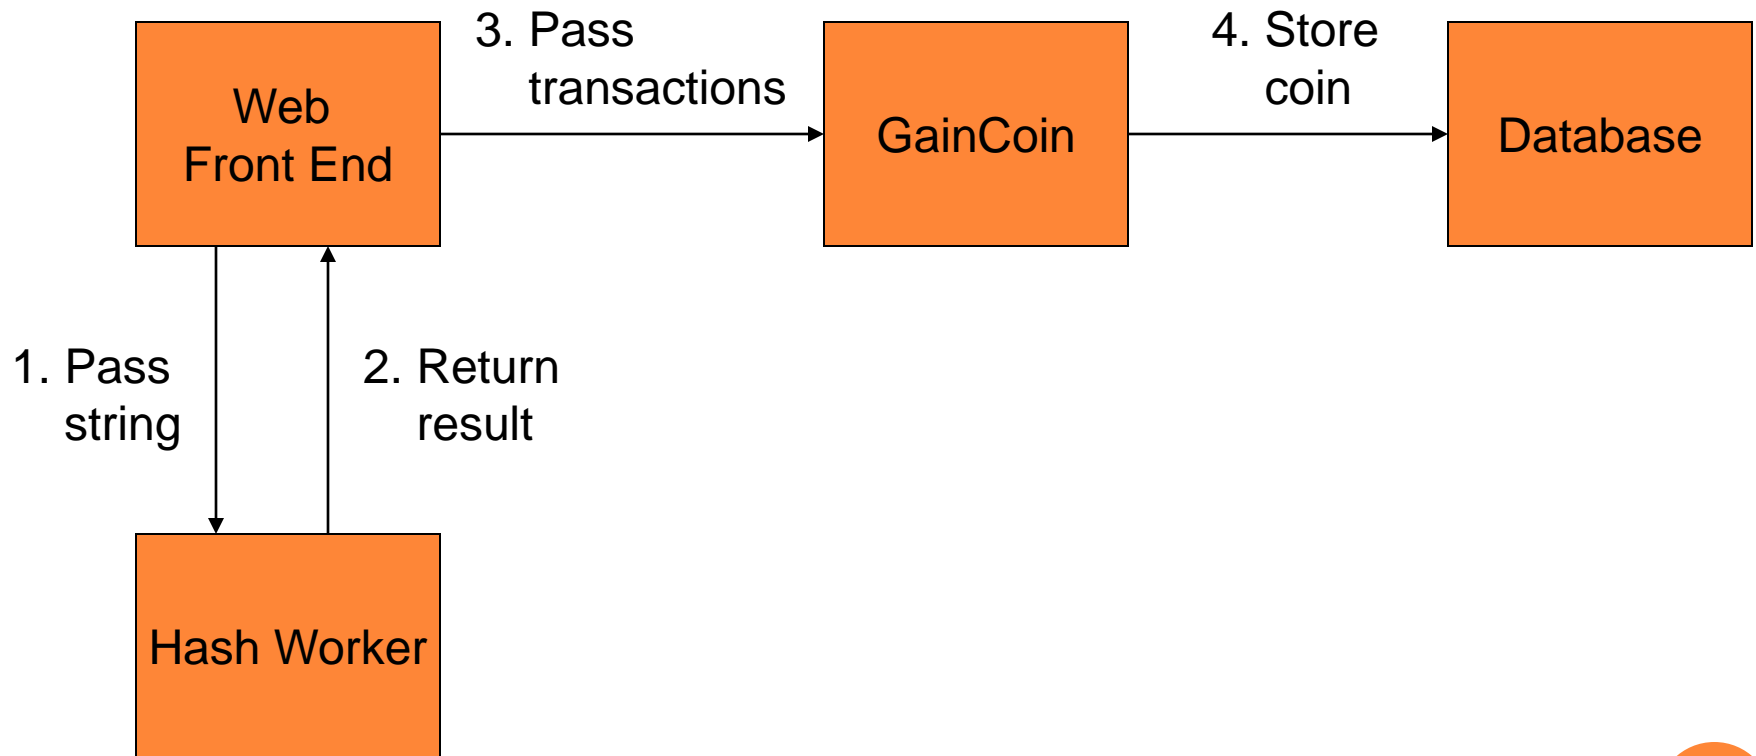 3. Pass
transactions
4. Store
coin
Web
Front End
GainCoin
Database
1. Pass
string
2. Return
result
Hash Worker